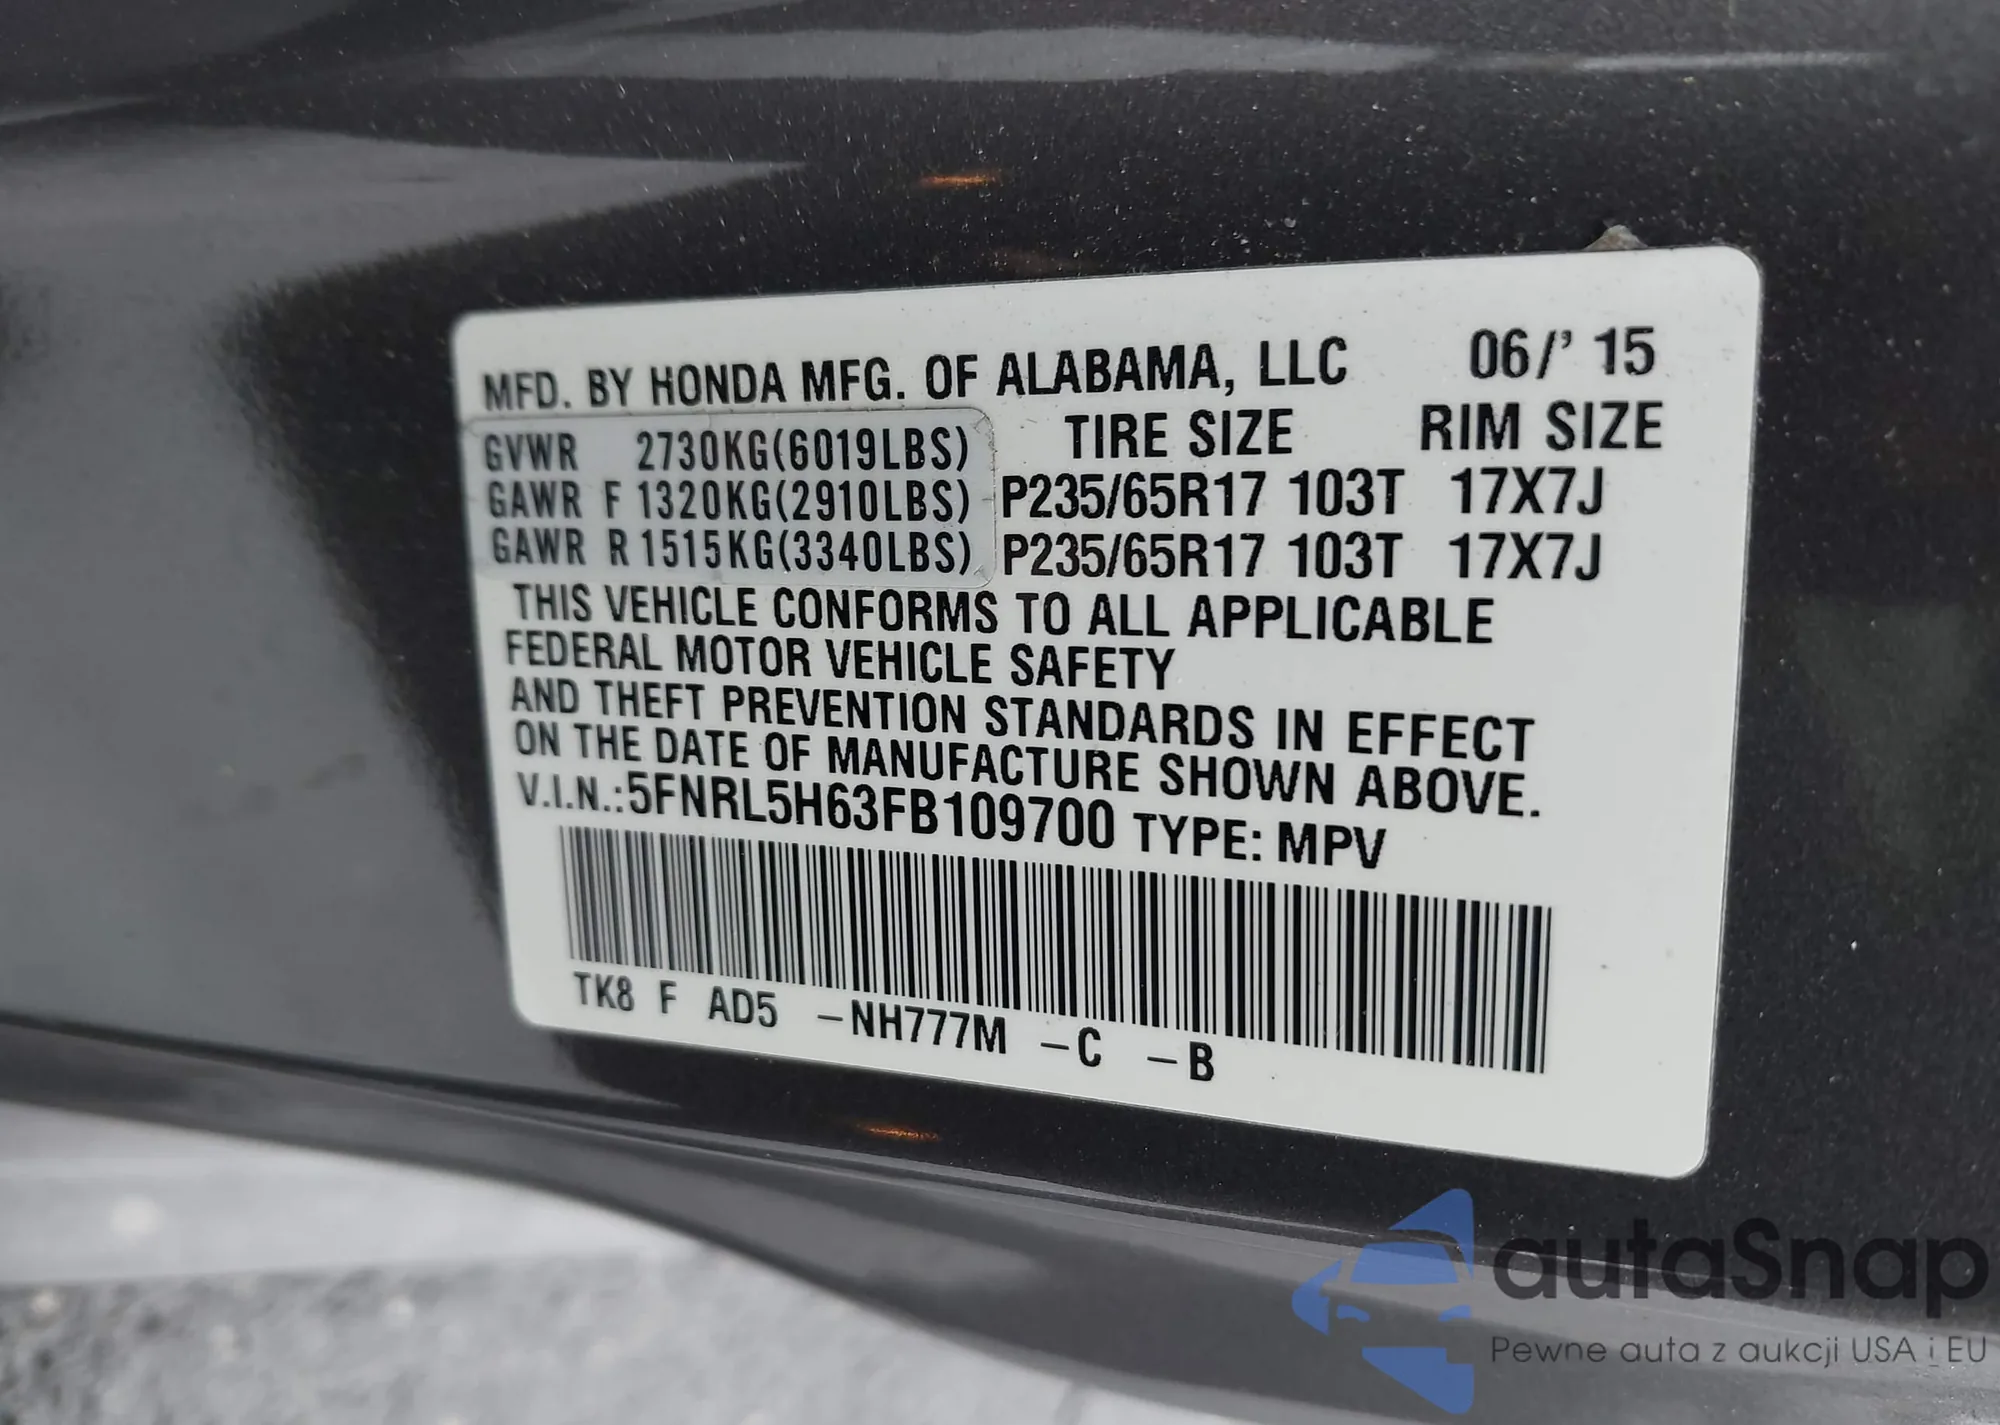 MFD. BY HONDA MFG. OF ALABAMA, LLC 06/' 15
TIRE SIZE RIM SIZE
GVWR 2730KG(6019LBS)
GAWR F 1320KG(2910LBS) P235/65R17 103T 17X7J
GAWR R 1515KG(3340LBS) P235/65R17 103T 17X7J
THIS VEHICLE CONFORMS TO ALL APPLICABLE
FEDERAL MOTOR VEHICLE SAFETY
AND THEFT PREVENTION STANDARDS IN EFFECT
ON THE DATE OF MANUFACTURE SHOWN ABOVE.
V.I.N.:5FNRL5H63FB109700 TYPE: MPV
TK8 F AD5 –NH777M –C –B
autaSnap
Pewne auta z aukcji USA i EU